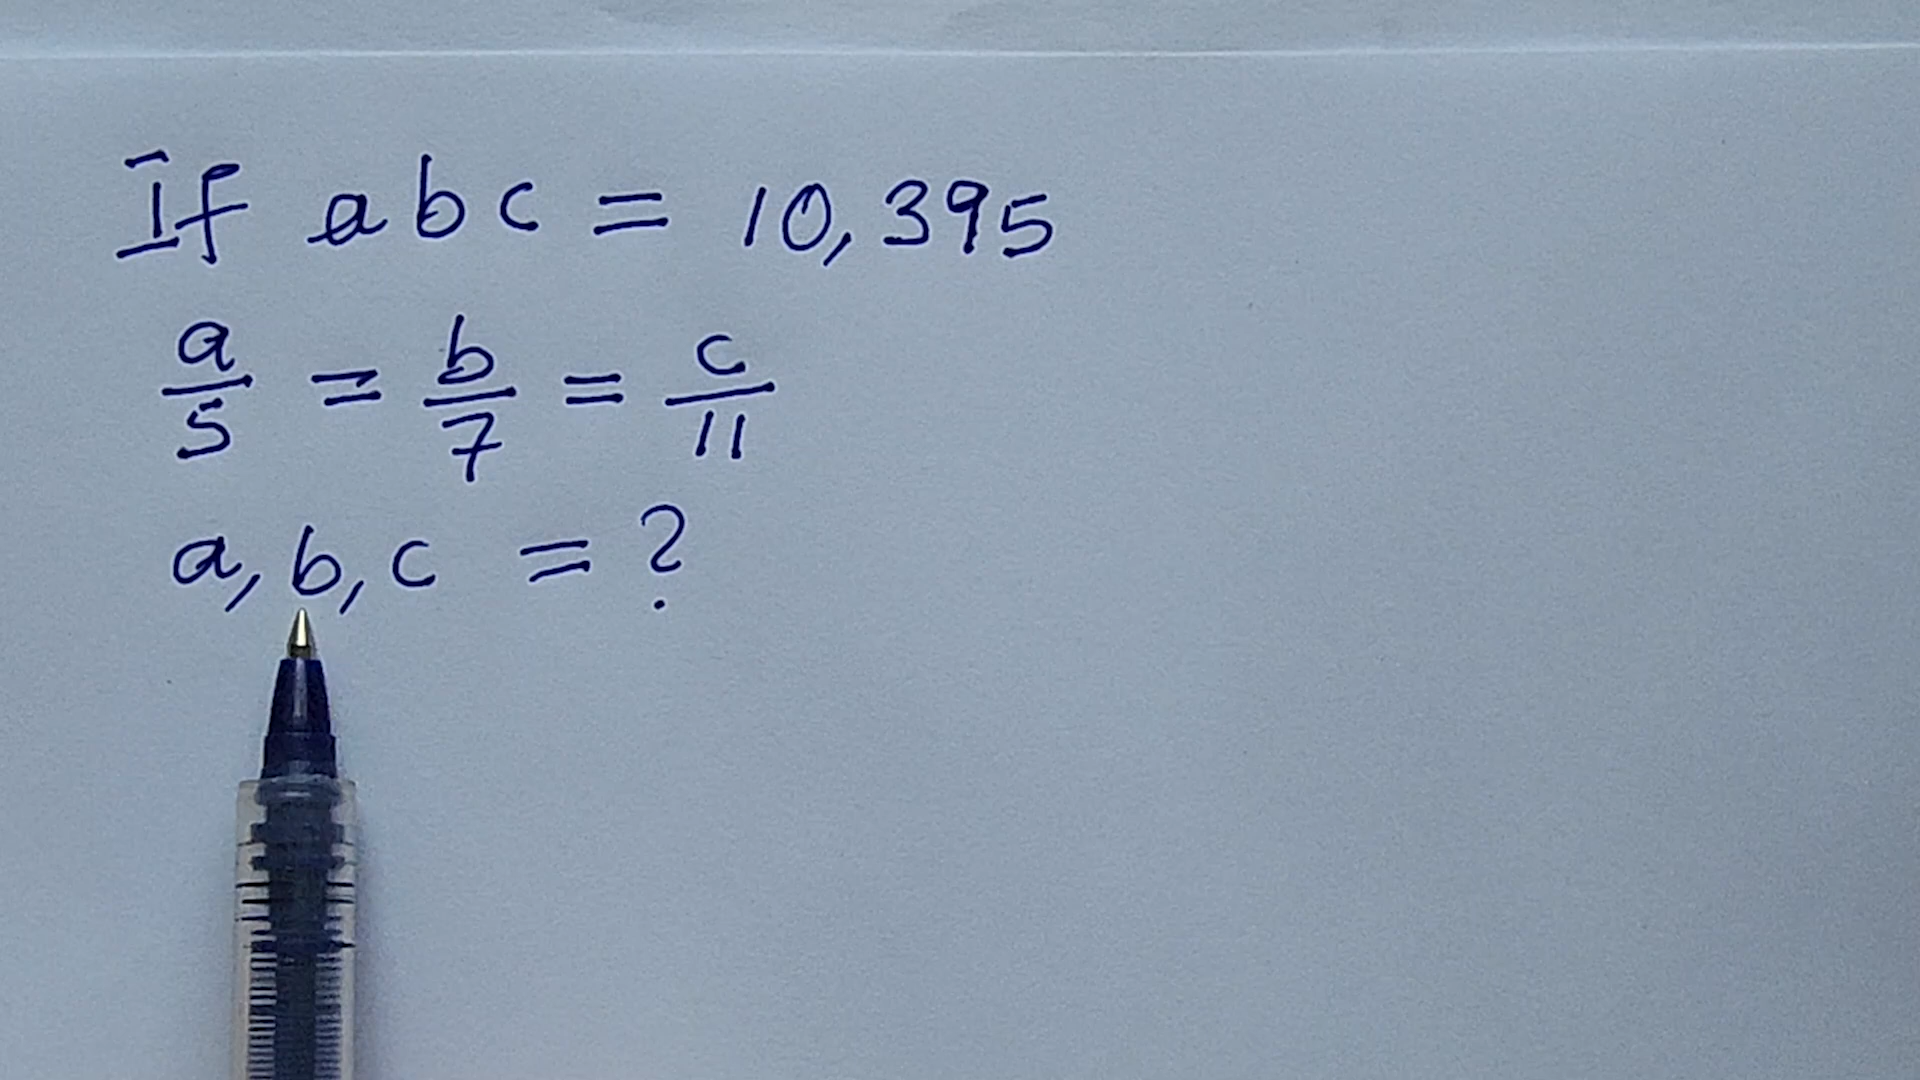 If abc = 10,395
a/5 = b/7 = c/11
a, b, c = ?